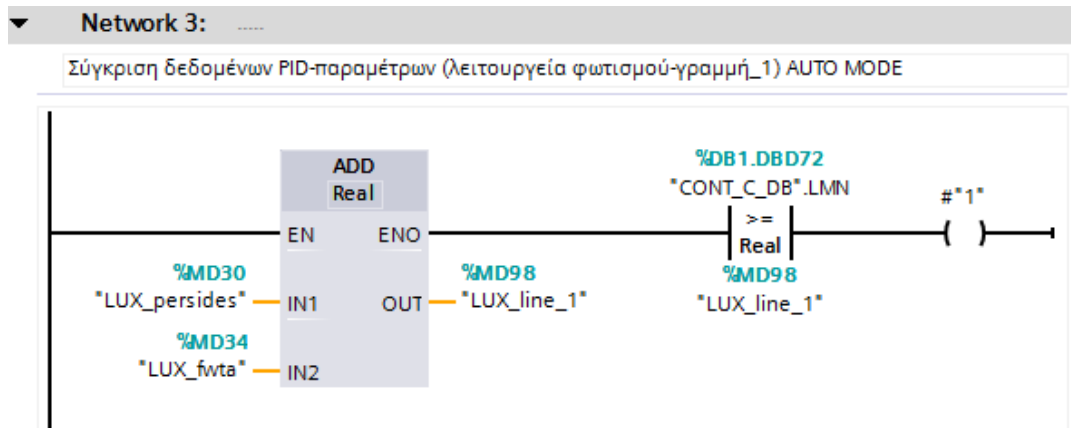 Network 3: .....
Σύγκριση δεδομένων PID-παραμέτρων (λειτουργεία φωτισμού-γραμμή_1) AUTO MODE
ADD
Real
EN
ENO
%MD30
"LUX_persides"
IN1
OUT
%MD98
"LUX_line_1"
%MD34
"LUX_fwta"
IN2
%DB1.DBD72
"CONT_C_DB".LMN
>=
Real
%MD98
"LUX_line_1"
#"1"